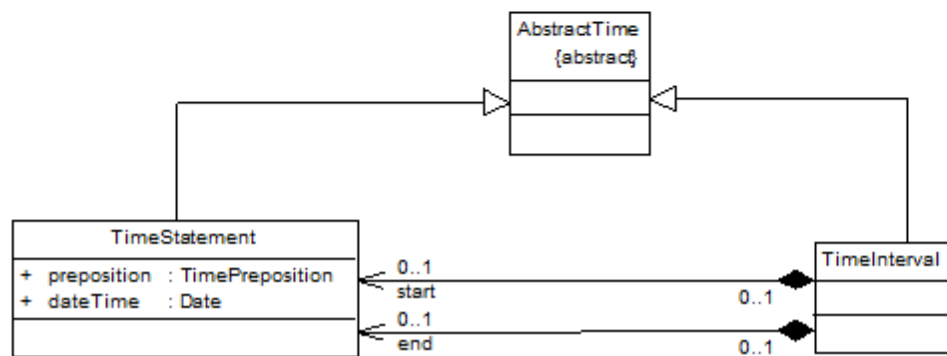 AbstractTime
{abstract}
TimeStatement
+ preposition : TimePreposition
+ dateTime : Date
0..1
start
0..1
end
0..1
0..1
TimeInterval